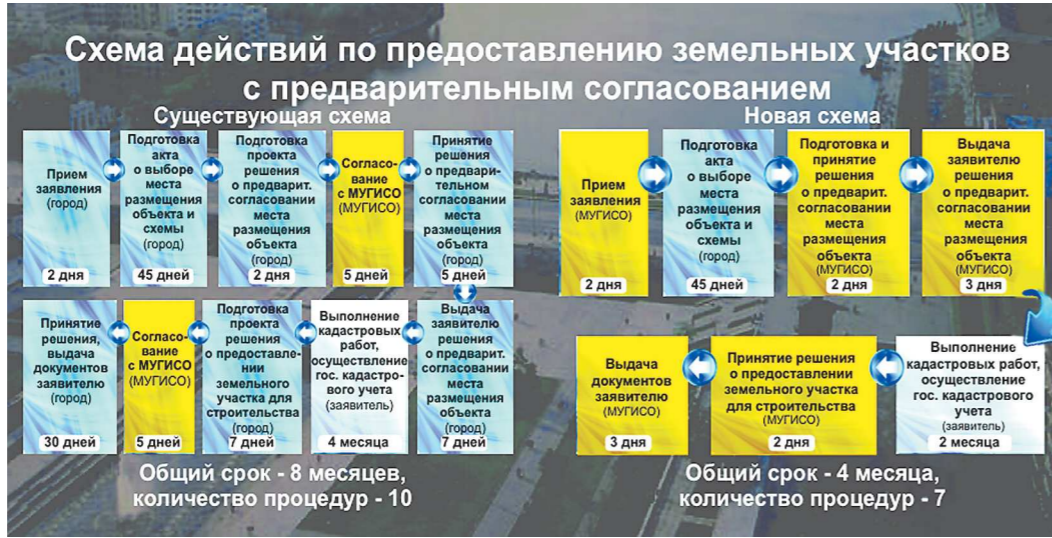 Схема действий по предоставлению земельных участков
с предварительным согласованием
Существующая схема
Прием
заявления
(город)
2 дня
Подготовка
акта
о выборе
места
размещения
объекта и
схемы
(город)
45 дней
Подготовка
проекта
решения
о предварит.
согласовании
места
размещения
объекта
(город)
2 дня
Согласо-
вание
с МУГИСО
(МУГИСО)
5 дней
Принятие
решения
о предвари-
тельном
согласовании
места
размещения
объекта
(город)
5 дней
Выдача
заявителю
решения
о предварит.
согласовании
места
размещения
объекта
(город)
7 дней
Выполнение
кадастровых
работ,
осуществление
гос. кадастро-
вого учета
(заявитель)
4 месяца
Подготовка
проекта
решения
о предоставле-
нии
земельного
участка для
строительства
(город)
7 дней
Согласо-
вание
с МУГИСО
(МУГИСО)
5 дней
Принятие
решения,
выдача
документов
заявителю
(город)
30 дней
Общий срок - 8 месяцев,
количество процедур - 10
Новая схема
Прием
заявления
(МУГИСО)
2 дня
Подготовка
акта
о выборе
места
размещения
объекта и
схемы
(город)
45 дней
Подготовка и
принятие
решения
о предварит.
согласовании
места
размещения
объекта
(МУГИСО)
2 дня
Выдача
заявителю
решения
о предварит.
согласовании
места
размещения
объекта
(МУГИСО)
3 дня
Выполнение
кадастровых работ,
осуществление
гос. кадастрового
учета
(заявитель)
2 месяца
Принятие решения
о предоставлении
земельного участка
для строительства
(МУГИСО)
2 дня
Выдача
документов
заявителю
(МУГИСО)
3 дня
Общий срок - 4 месяца,
количество процедур - 7